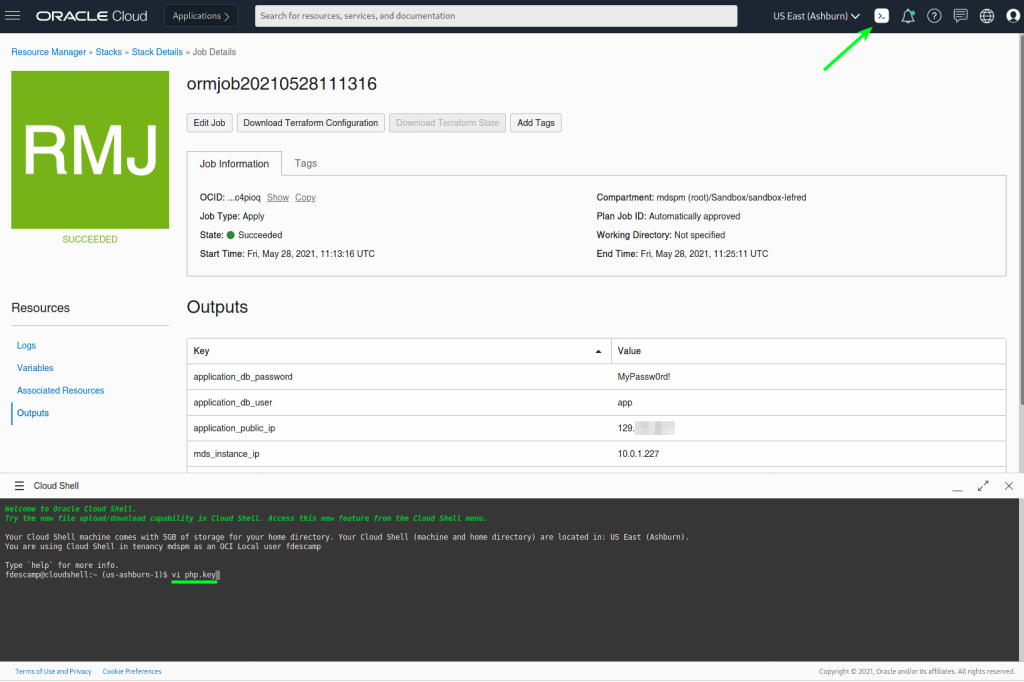 ORACLE Cloud
Applications
Search for resources, services, and documentation
US East (Ashburn)
Resource Manager » Stacks » Stack Details » Job Details
RMJ
SUCCEEDED
ormjob20210528111316
Edit Job
Download Terraform Configuration
Download Terraform State
Add Tags
Job Information
Tags
OCID: ...c4pioq Show Copy
Job Type: Apply
State: Succeeded
Start Time: Fri, May 28, 2021, 11:13:16 UTC
Compartment: mdspm (root)/Sandbox/sandbox-lefred
Plan Job ID: Automatically approved
Working Directory: Not specified
End Time: Fri, May 28, 2021, 11:25:11 UTC
Resources
Logs
Variables
Associated Resources
Outputs
Outputs
Key Value
application_db_password MyPassw0rd!
application_db_user app
application_public_ip 129.
mds_instance_ip 10.0.1.227
Cloud Shell
Welcome to Oracle Cloud Shell.
Try the new file upload/download capability in Cloud Shell. Access this new feature from the Cloud Shell menu.
Your Cloud Shell machine comes with 5GB of storage for your home directory. Your Cloud Shell (machine and home directory) are located in: US East (Ashburn).
You are using Cloud Shell in tenancy mdspm as an OCI Local user fdescamp
Type `help` for more info.
fdescamp@cloudshell:~ (us-ashburn-1)$ vi php.key
Terms of Use and Privacy
Cookie Preferences
Copyright © 2021, Oracle and/or its affiliates. All rights reserved.